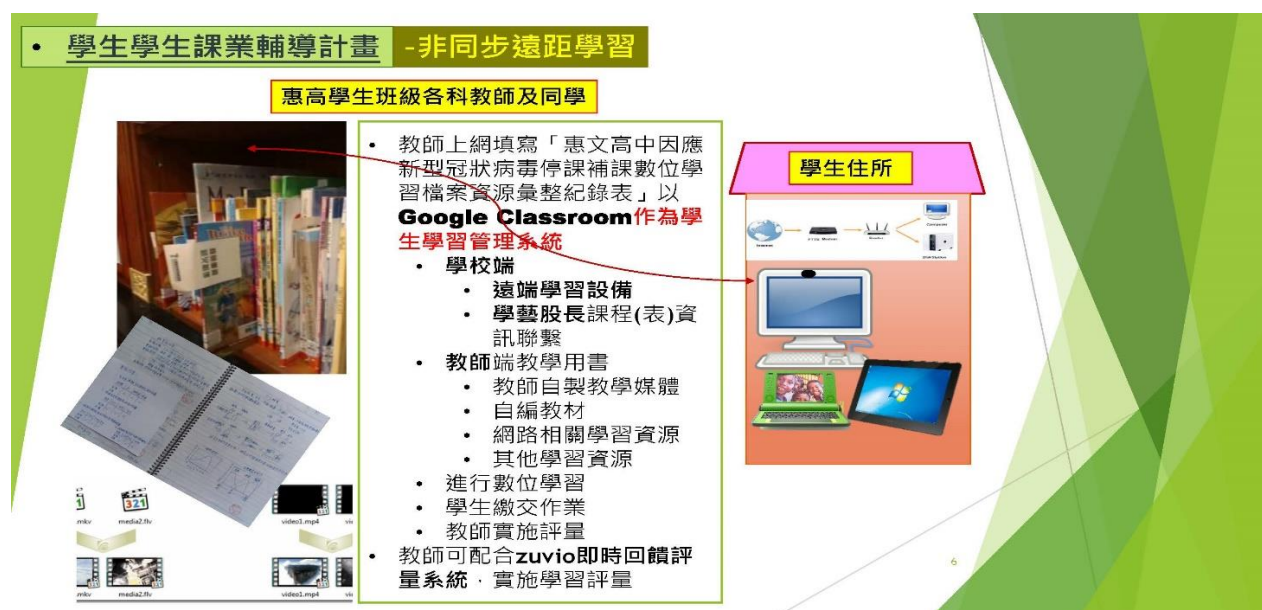 • 學生學生課業輔導計畫 -非同步遠距學習
惠高學生班級各科教師及同學
• 教師上網填寫「惠文高中因應
新型冠狀病毒停課補課數位學
習檔案資源彙整紀錄表」以
Google Classroom作為學
生學習管理系統
• 學校端
• 遠端學習設備
• 學藝股長課程(表)資
訊聯繫
• 教師端教學用書
• 教師自製教學媒體
• 自編教材
• 網路相關學習資源
• 其他學習資源
• 進行數位學習
• 學生繳交作業
• 教師實施評量
• 教師可配合zuvio即時回饋評
量系統，實施學習評量
學生住所
Internet
Computer
321
media2.flv
video1.mp4
media2.flv
video1.mp4
6